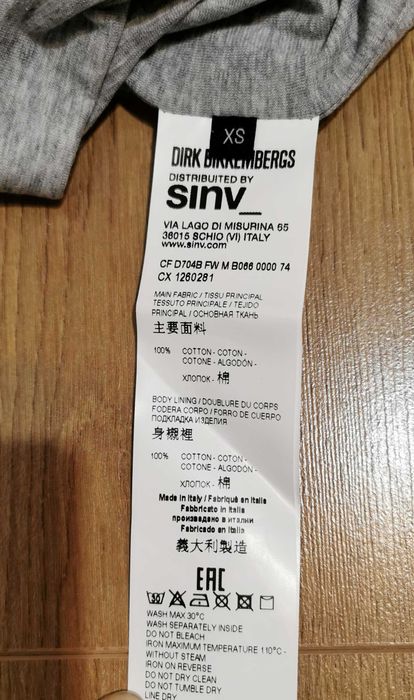 XS
DIRK BIKKEMBERGS
DISTRIBUTED BY
sinv_
VIA LAGO DI MISURINA 65
36015 SCHIO (VI) ITALY
www.sinv.com
CF D704B FW M B066 0000 74
CX 1260281
MAIN FABRIC / TISSU PRINCIPAL
TESSUTO PRINCIPALE / TEJIDO
PRINCIPAL / ОСНОВНАЯ ТКАНЬ
主要面料
100% COTTON - COTON -
COTONE - ALGODÓN -
ХЛОПОК - 棉
BODY LINING / DOUBLURE DU CORPS
FODERA CORPO / FORRO DE CUERPO
ПОДКЛАДКА ИЗДЕЛИЯ
身襯裡
100% COTTON - COTON -
COTONE - ALGODÓN -
ХЛОПОК - 棉
Made in Italy / Fabriqué en Italie
Fabbricato in Italia
произведено в италии
Fabricado en Italia
義大利製造
EAC
WASH MAX 30°C
WASH SEPARATELY INSIDE
DO NOT BLEACH
IRON MAXIMUM TEMPERATURE 110°C -
WITHOUT STEAM
IRON ON REVERSE
DO NOT DRY CLEAN
DO NOT TUMBLE DRY
LINE DRY